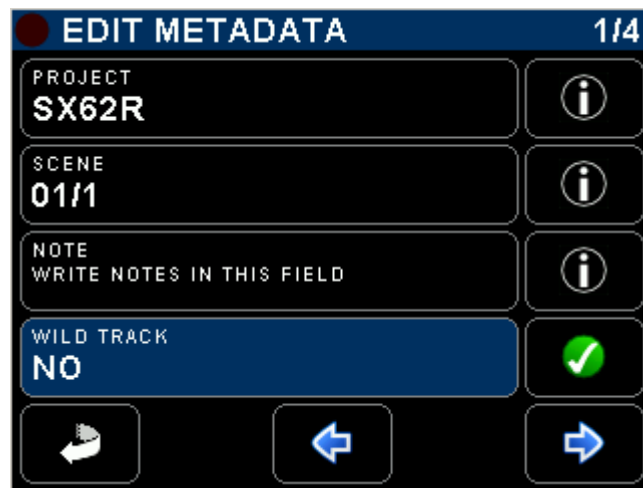 EDIT METADATA 1/4
PROJECT
SX62R
SCENE
01/1
NOTE
WRITE NOTES IN THIS FIELD
WILD TRACK
NO